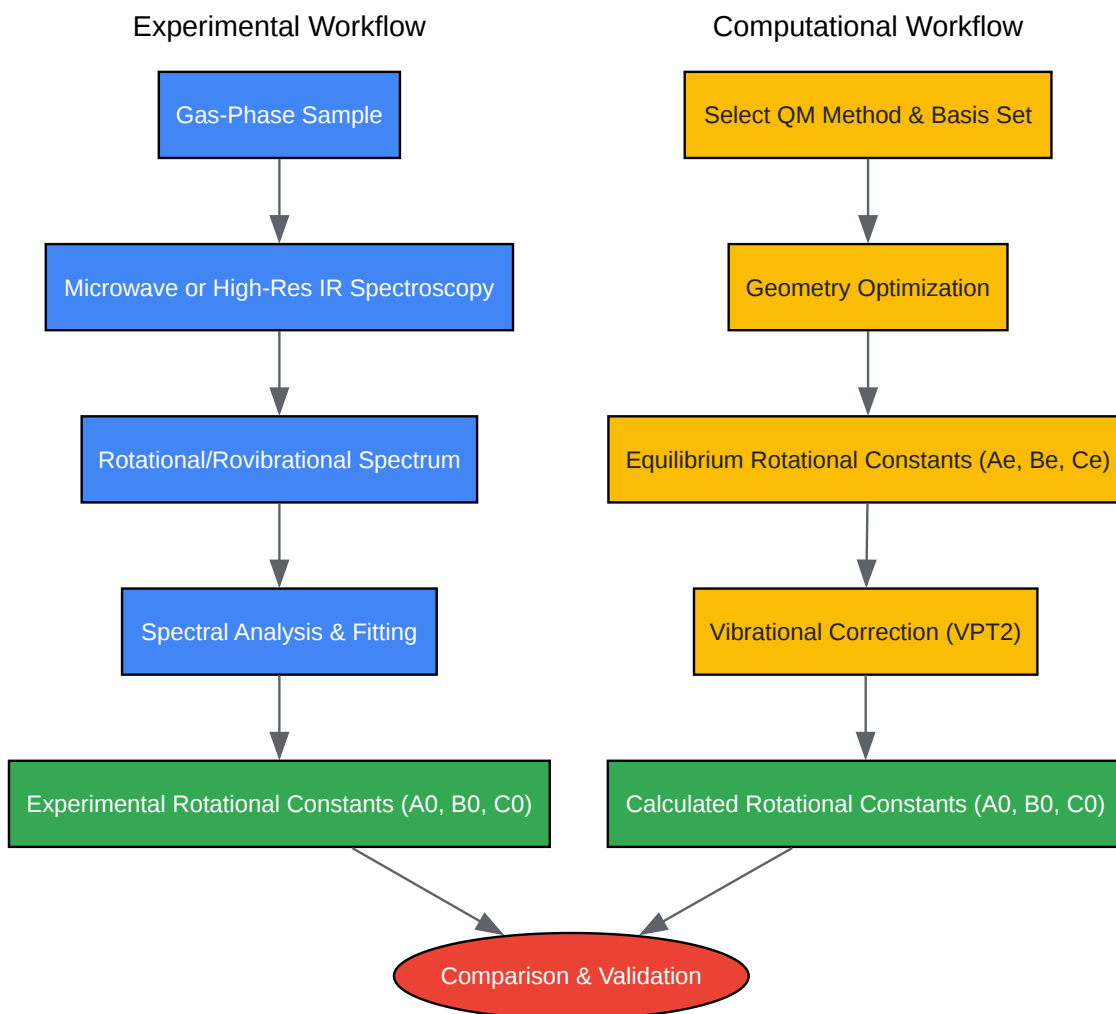 Experimental Workflow
Computational Workflow
Gas-Phase Sample
Select QM Method & Basis Set
Microwave or High-Res IR Spectroscopy
Geometry Optimization
Rotational/Rovibrational Spectrum
Equilibrium Rotational Constants (Ae, Be, Ce)
Spectral Analysis & Fitting
Vibrational Correction (VPT2)
Experimental Rotational Constants (A0, B0, C0)
Calculated Rotational Constants (A0, B0, C0)
Comparison & Validation